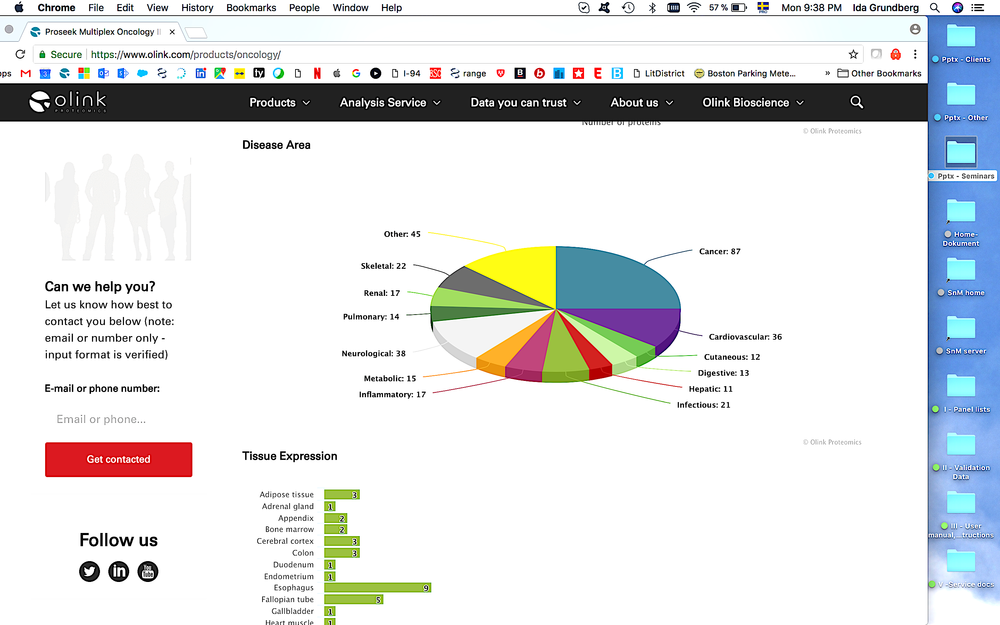 Chrome File Edit View History Bookmarks People Window Help 57 % PRO Mon 9:38 PM Ida Grundberg
Proseek Multiplex Oncology II
Secure https://www.olink.com/products/oncology/
ops 3 ty I-94 BSC range LitDistrict Boston Parking Mete... » Other Bookmarks
olink
PROTEOMICS
Products Analysis Service Data you can trust About us Olink Bioscience
Number of proteins
© Olink Proteomics
Disease Area
Other: 45
Cancer: 87
Skeletal: 22
Renal: 17
Pulmonary: 14
Cardiovascular: 36
Neurological: 38
Cutaneous: 12
Digestive: 13
Metabolic: 15
Hepatic: 11
Inflammatory: 17
Infectious: 21
© Olink Proteomics
Can we help you?
Let us know how best to
contact you below (note:
email or number only -
input format is verified)
E-mail or phone number:
Email or phone...
Get contacted
Follow us
in
You
Tube
Tissue Expression
Adipose tissue 3
Adrenal gland 1
Appendix 2
Bone marrow 2
Cerebral cortex 3
Colon 3
Duodenum 1
Endometrium 1
Esophagus 9
Fallopian tube 5
Gallbladder 1
Heart muscle 1
Pptx - Clients
Pptx - Other
Pptx - Seminars
Home-
Dokument
SnM home
SnM server
I - Panel lists
II - Validation
Data
III - User
manual,...tructions
V -Service docs